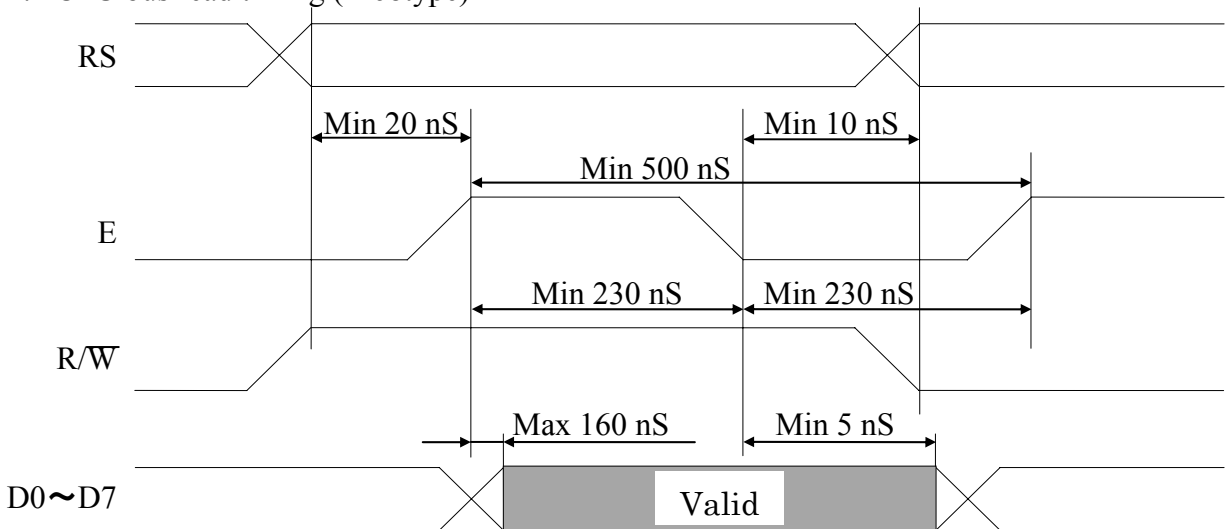 RS
Min 20 nS
Min 10 nS
Min 500 nS
E
Min 230 nS
Min 230 nS
R/W̅
Max 160 nS
Min 5 nS
D0～D7
Valid